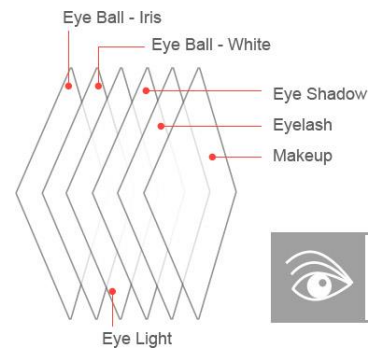 Eye Ball - Iris
Eye Ball - White
Eye Shadow
Eyelash
Makeup
Eye Light